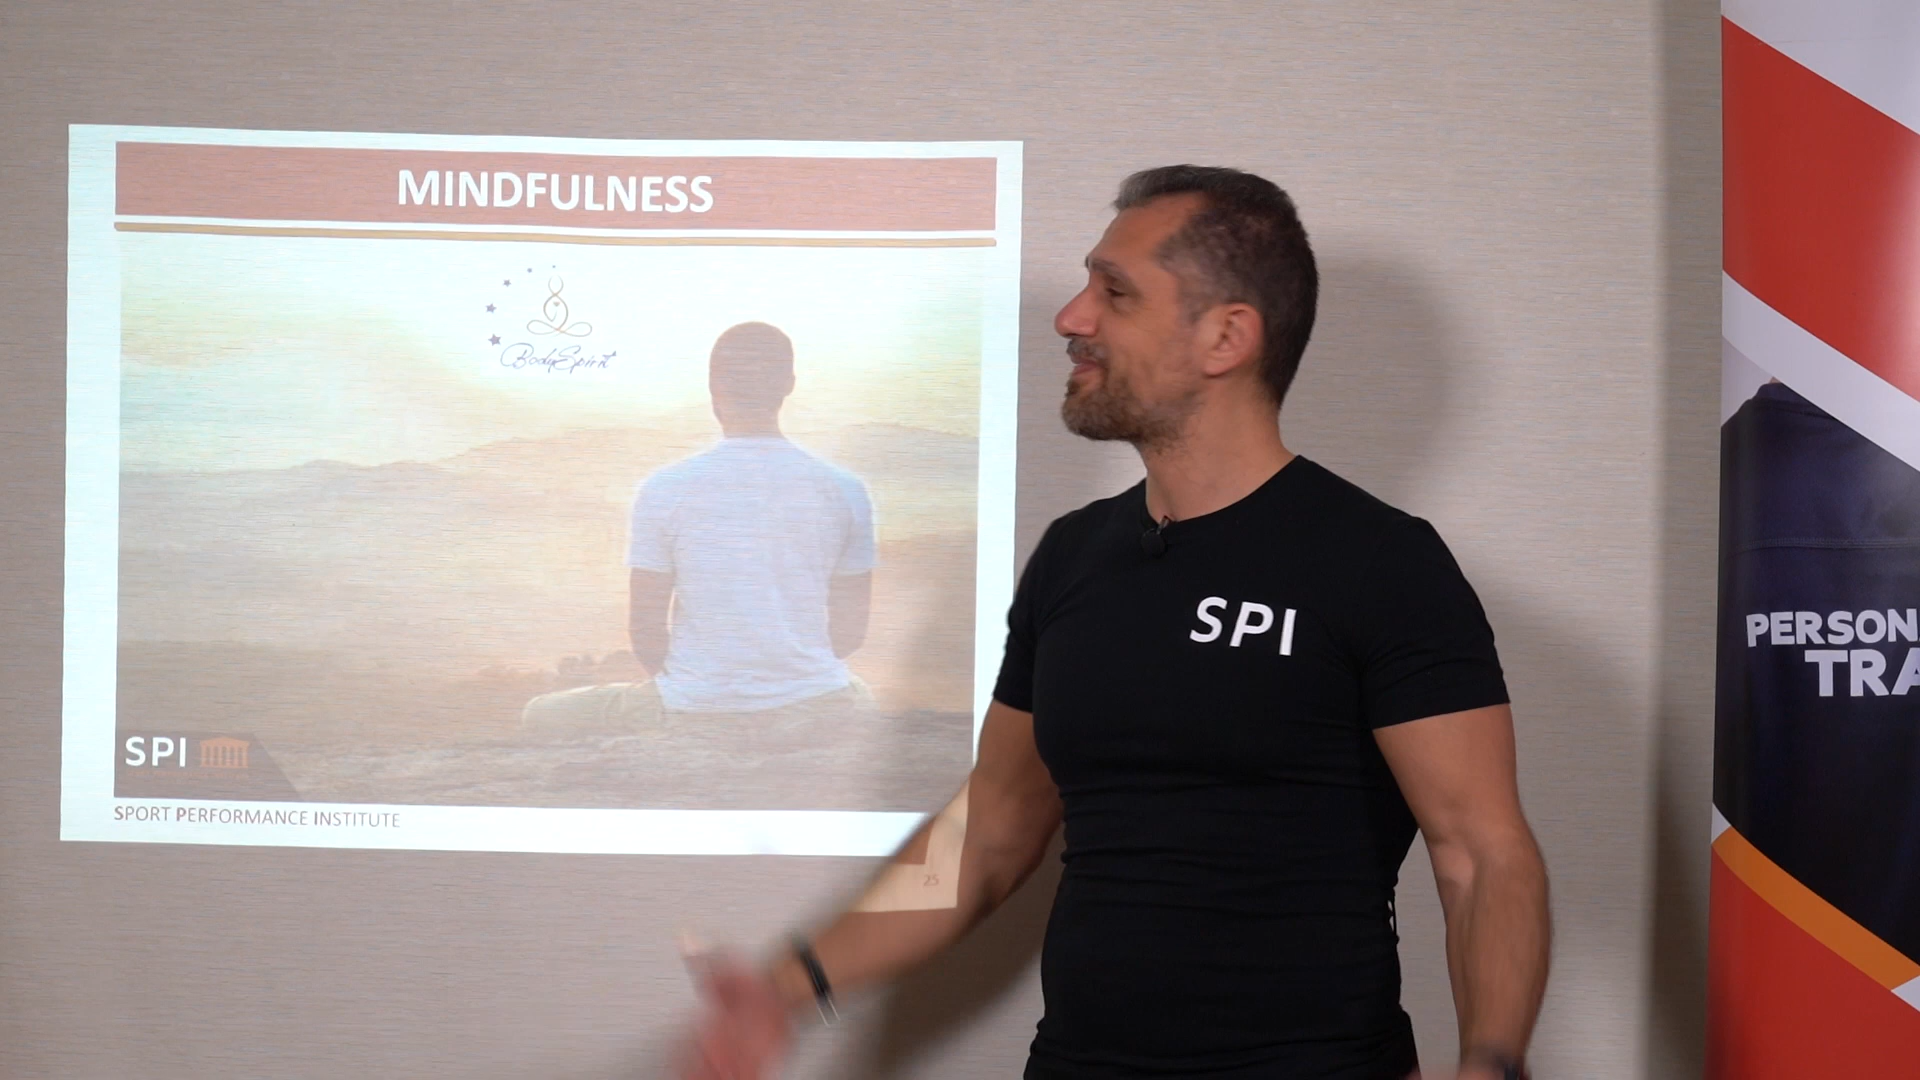 MINDFULNESS
BodySpirit
SPI
SPORT PERFORMANCE INSTITUTE
25
SPI
PERSON
TRA